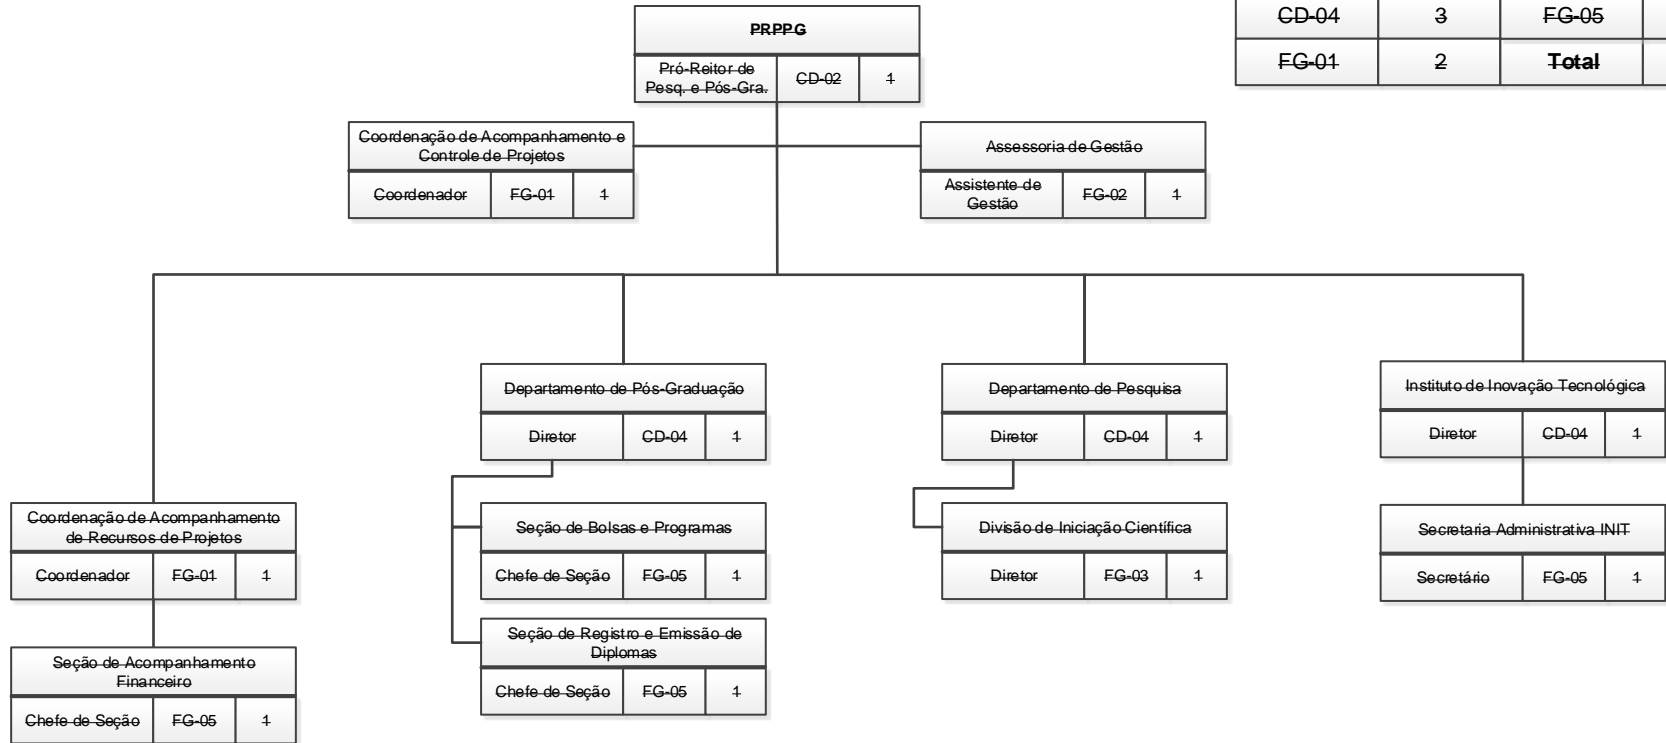 CD-04 3 FG-05
FG-01 2 Total
PRPPG
Pró-Reitor de
Pesq. e Pós-Gra.
CD-02 1
Coordenação de Acompanhamento e
Controle de Projetos
Coordenador FG-01 1
Assessoria de Gestão
Assistente de
Gestão
FG-02 1
Departamento de Pós-Graduação
Diretor CD-04 1
Departamento de Pesquisa
Diretor CD-04 1
Instituto de Inovação Tecnológica
Diretor CD-04 1
Coordenação de Acompanhamento
de Recursos de Projetos
Coordenador FG-01 1
Seção de Bolsas e Programas
Chefe de Seção FG-05 1
Divisão de Iniciação Científica
Diretor FG-03 1
Secretaria Administrativa INIT
Secretário FG-05 1
Seção de Acompanhamento
Financeiro
Chefe de Seção FG-05 1
Seção de Registro e Emissão de
Diplomas
Chefe de Seção FG-05 1